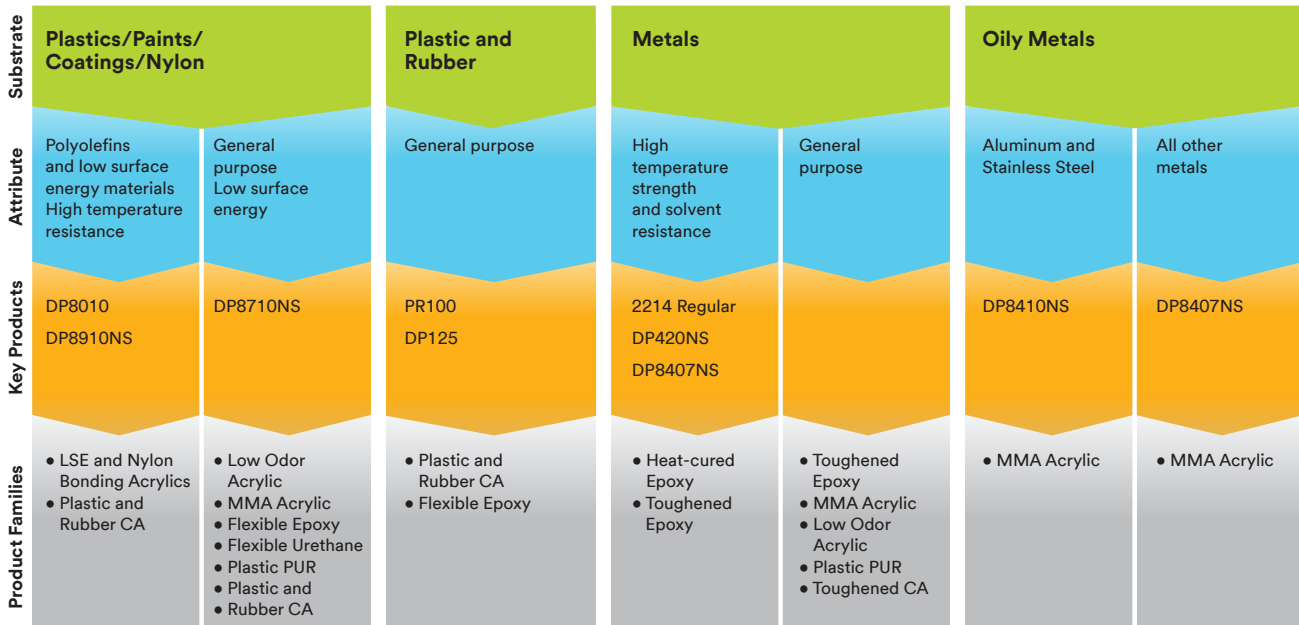 Substrate
Plastics/Paints/
Coatings/Nylon
Plastic and
Rubber
Metals
Oily Metals
Attribute
Polyolefins
and low surface
energy materials
High temperature
resistance
General
purpose
Low surface
energy
General purpose
High
temperature
strength
and solvent
resistance
General
purpose
Aluminum and
Stainless Steel
All other
metals
Key Products
DP8010
DP8910NS
DP8710NS
PR100
DP125
2214 Regular
DP420NS
DP8407NS
DP8410NS
DP8407NS
Product Families
• LSE and Nylon
Bonding Acrylics
• Plastic and
Rubber CA
• Low Odor
Acrylic
• MMA Acrylic
• Flexible Epoxy
• Flexible Urethane
• Plastic PUR
• Plastic and
• Rubber CA
• Plastic and
Rubber CA
• Flexible Epoxy
• Heat-cured
Epoxy
• Toughened
Epoxy
• Toughened
Epoxy
• MMA Acrylic
• Low Odor
Acrylic
• Plastic PUR
• Toughened CA
• MMA Acrylic
• MMA Acrylic